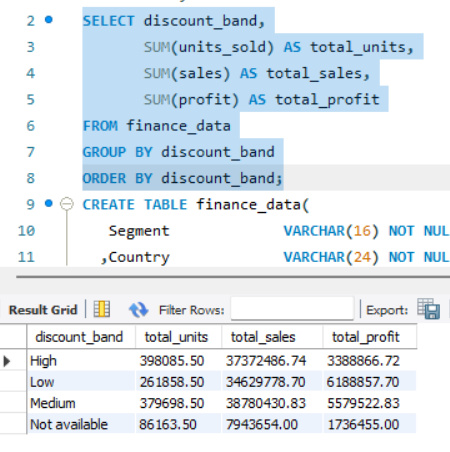 2 SELECT discount_band,
3 SUM(units_sold) AS total_units,
4 SUM(sales) AS total_sales,
5 SUM(profit) AS total_profit
6 FROM finance_data
7 GROUP BY discount_band
8 ORDER BY discount_band;
9 CREATE TABLE finance_data(
10 Segment VARCHAR(16) NOT NUL
11 ,Country VARCHAR(24) NOT NUL
Result Grid Filter Rows: Export:
discount_band total_units total_sales total_profit
High 398085.50 37372486.74 3388866.72
Low 261858.50 34629778.70 6188857.70
Medium 379698.50 38780430.83 5579522.83
Not available 86163.50 7943654.00 1736455.00